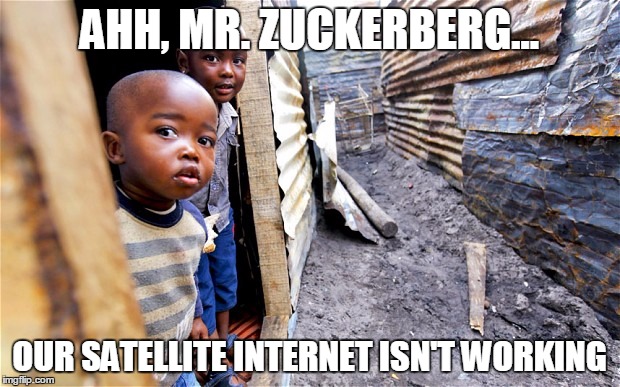 AHH, MR. ZUCKERBERG...
OUR SATELLITE INTERNET ISN'T WORKING
imgflip.com